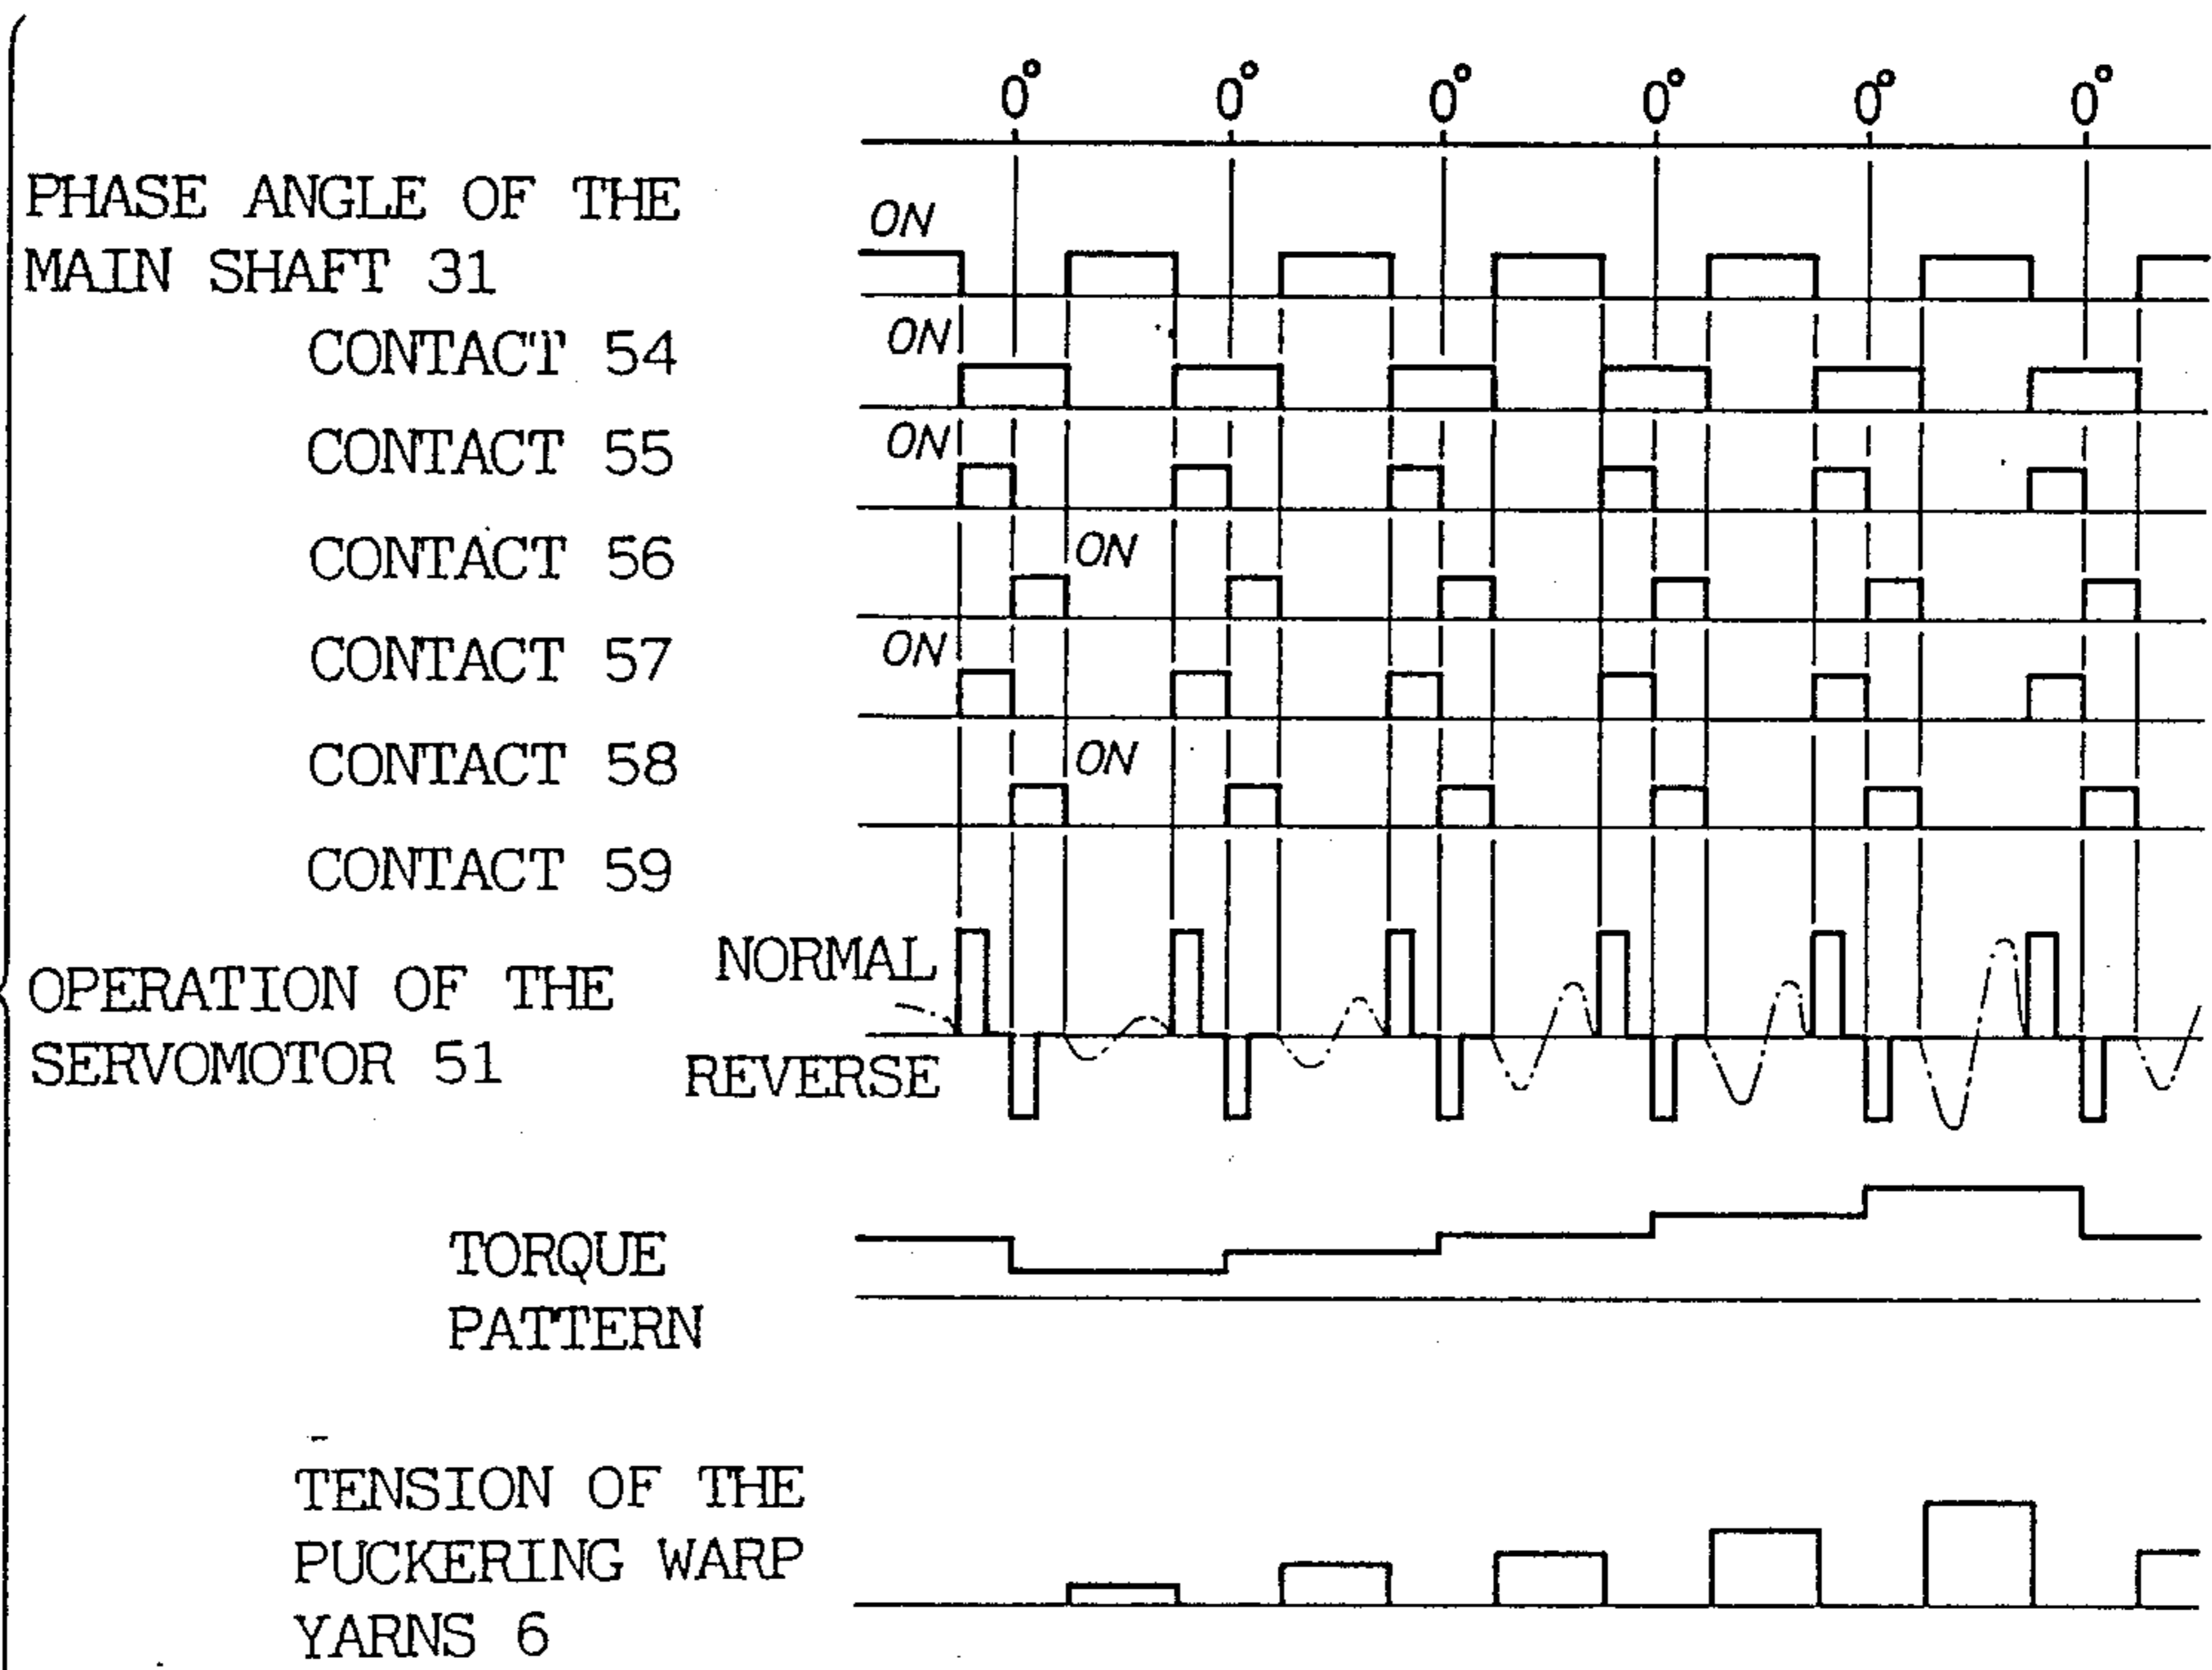 0° 0° 0° 0° 0° 0°
PHASE ANGLE OF THE
MAIN SHAFT 31
ON
CONTACT 54
ON
CONTACT 55
ON
CONTACT 56
ON
CONTACT 57
ON
CONTACT 58
ON
CONTACT 59
NORMAL
OPERATION OF THE
SERVOMOTOR 51
REVERSE
TORQUE
PATTERN
TENSION OF THE
PUCKERING WARP
YARNS 6